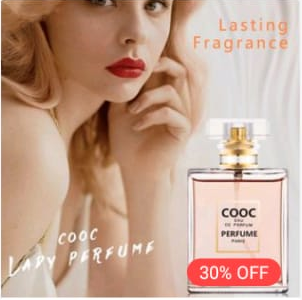 Lasting
Fragrance
COOC
EAU
DE PARFUM
PERFUME
PARIS
COOC
LADY PERFUME
30% OFF